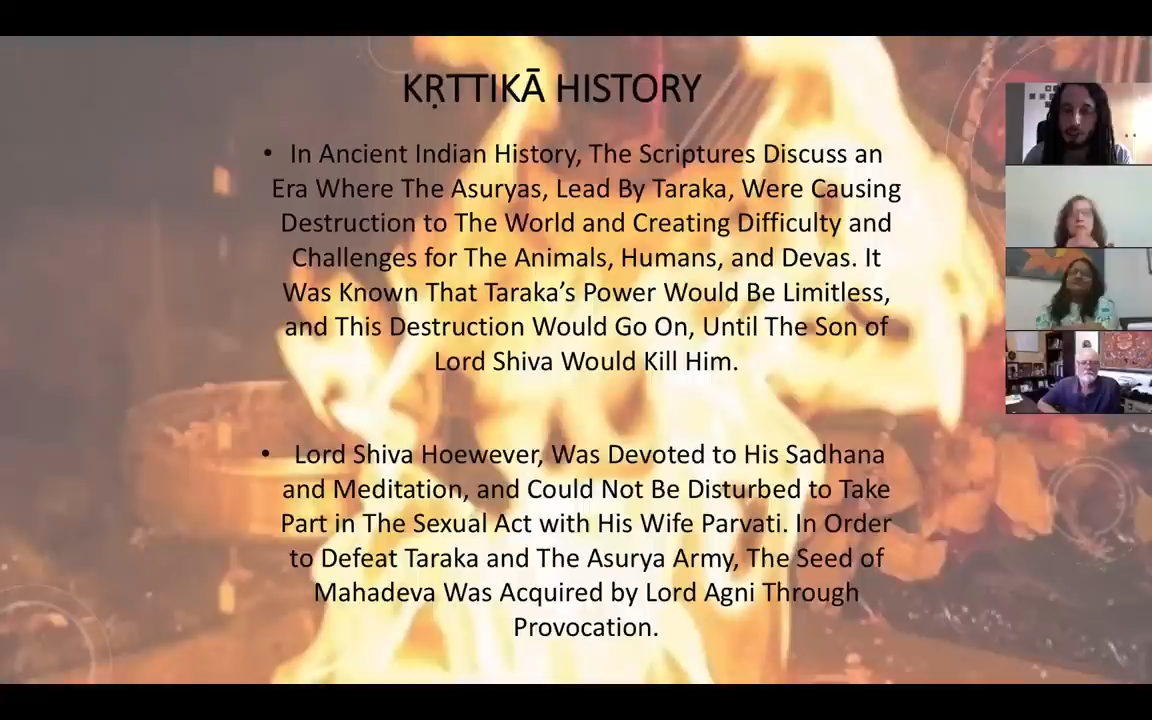 KṚTTIKĀ HISTORY
• In Ancient Indian History, The Scriptures Discuss an
Era Where The Asuryas, Lead By Taraka, Were Causing
Destruction to The World and Creating Difficulty and
Challenges for The Animals, Humans, and Devas. It
Was Known That Taraka’s Power Would Be Limitless,
and This Destruction Would Go On, Until The Son of
Lord Shiva Would Kill Him.
• Lord Shiva Hoewever, Was Devoted to His Sadhana
and Meditation, and Could Not Be Disturbed to Take
Part in The Sexual Act with His Wife Parvati. In Order
to Defeat Taraka and The Asurya Army, The Seed of
Mahadeva Was Acquired by Lord Agni Through
Provocation.